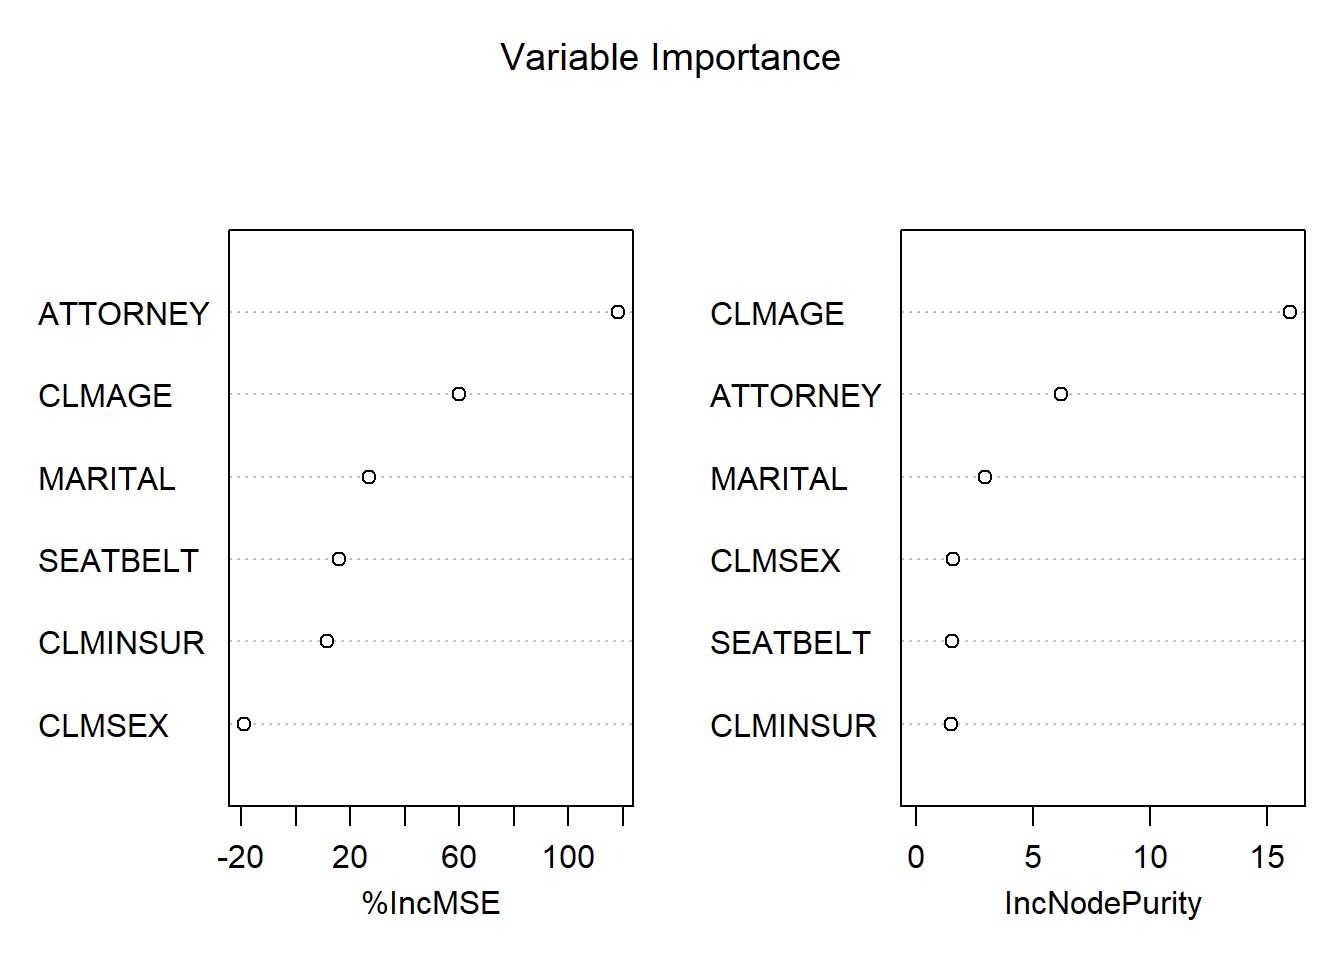 Variable Importance
ATTORNEY
CLMAGE
MARITAL
SEATBELT
CLMINSUR
CLMSEX
-20 20 60 100
%IncMSE
CLMAGE
ATTORNEY
MARITAL
CLMSEX
SEATBELT
CLMINSUR
0 5 10 15
IncNodePurity